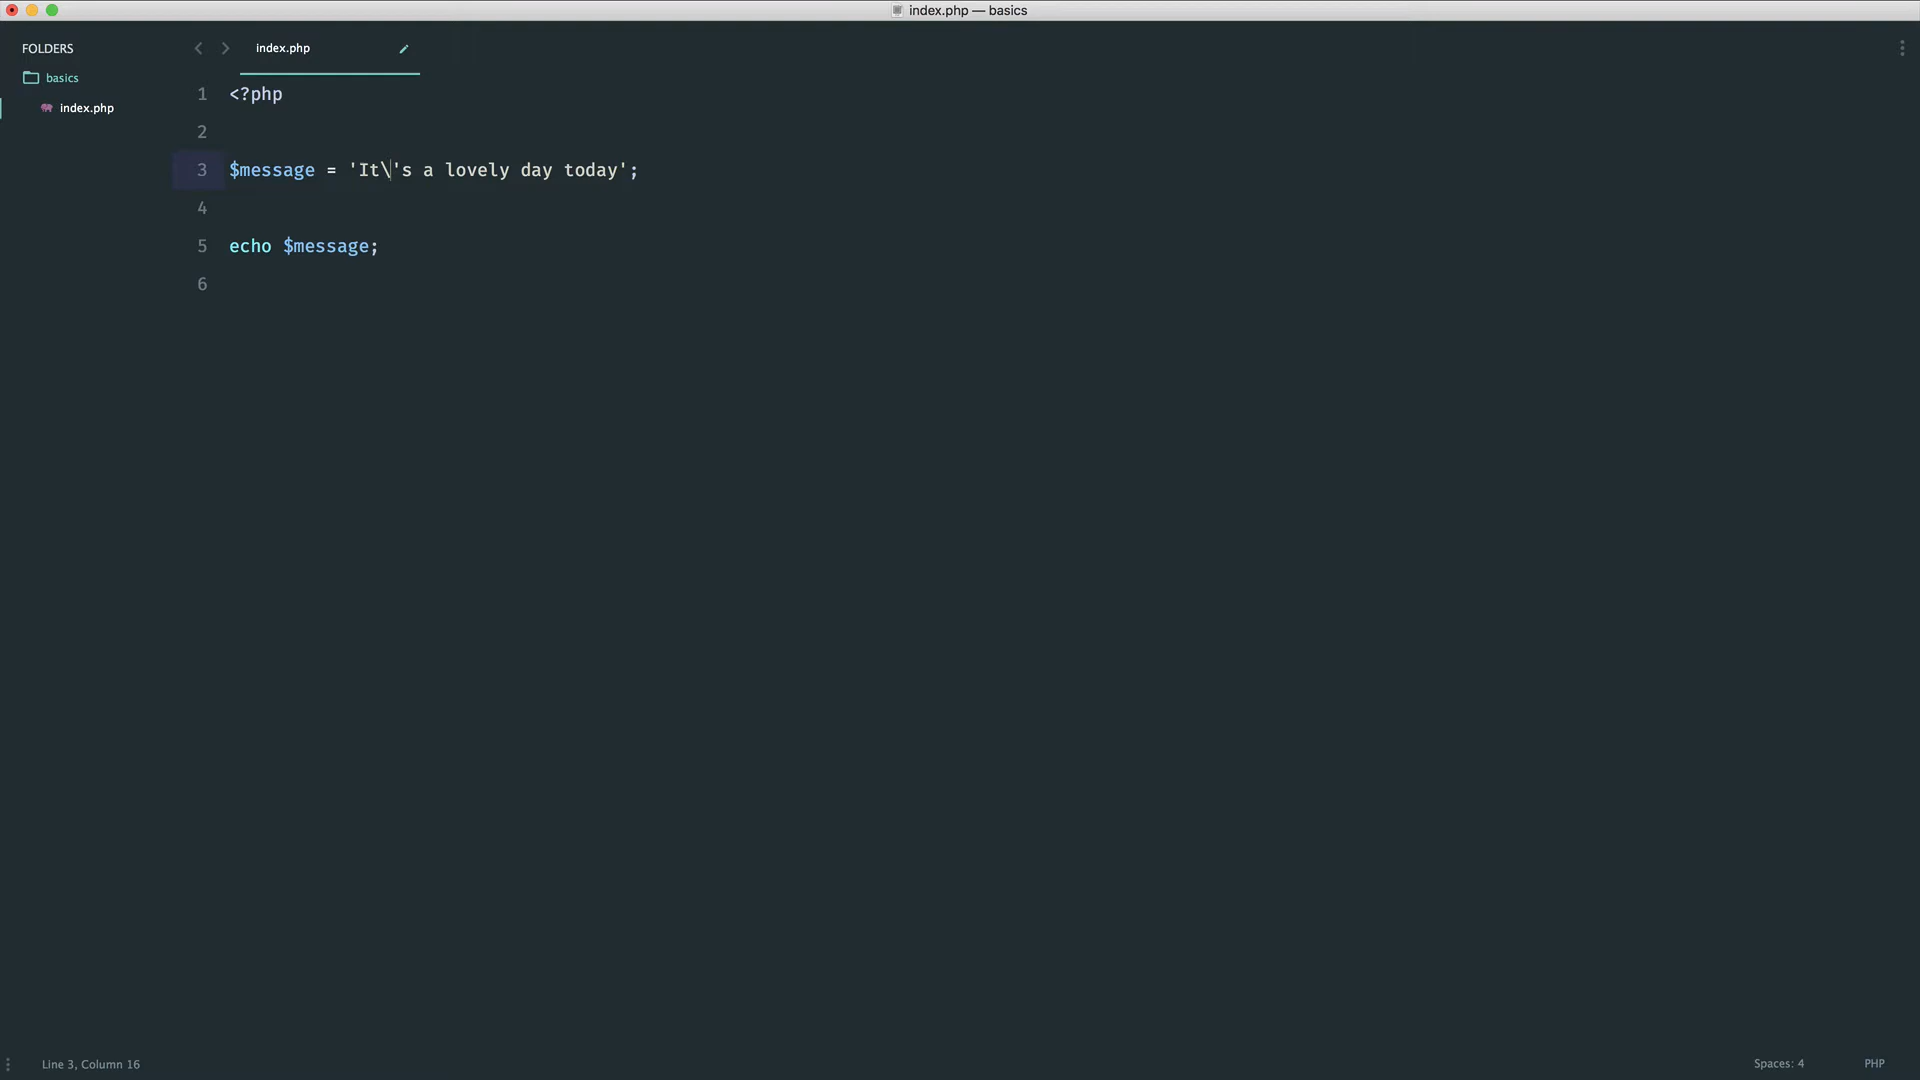 index.php — basics
FOLDERS
basics
index.php
index.php
1 <?php
2
3 $message = 'It\'s a lovely day today';
4
5 echo $message;
6
Line 3, Column 16
Spaces: 4
PHP